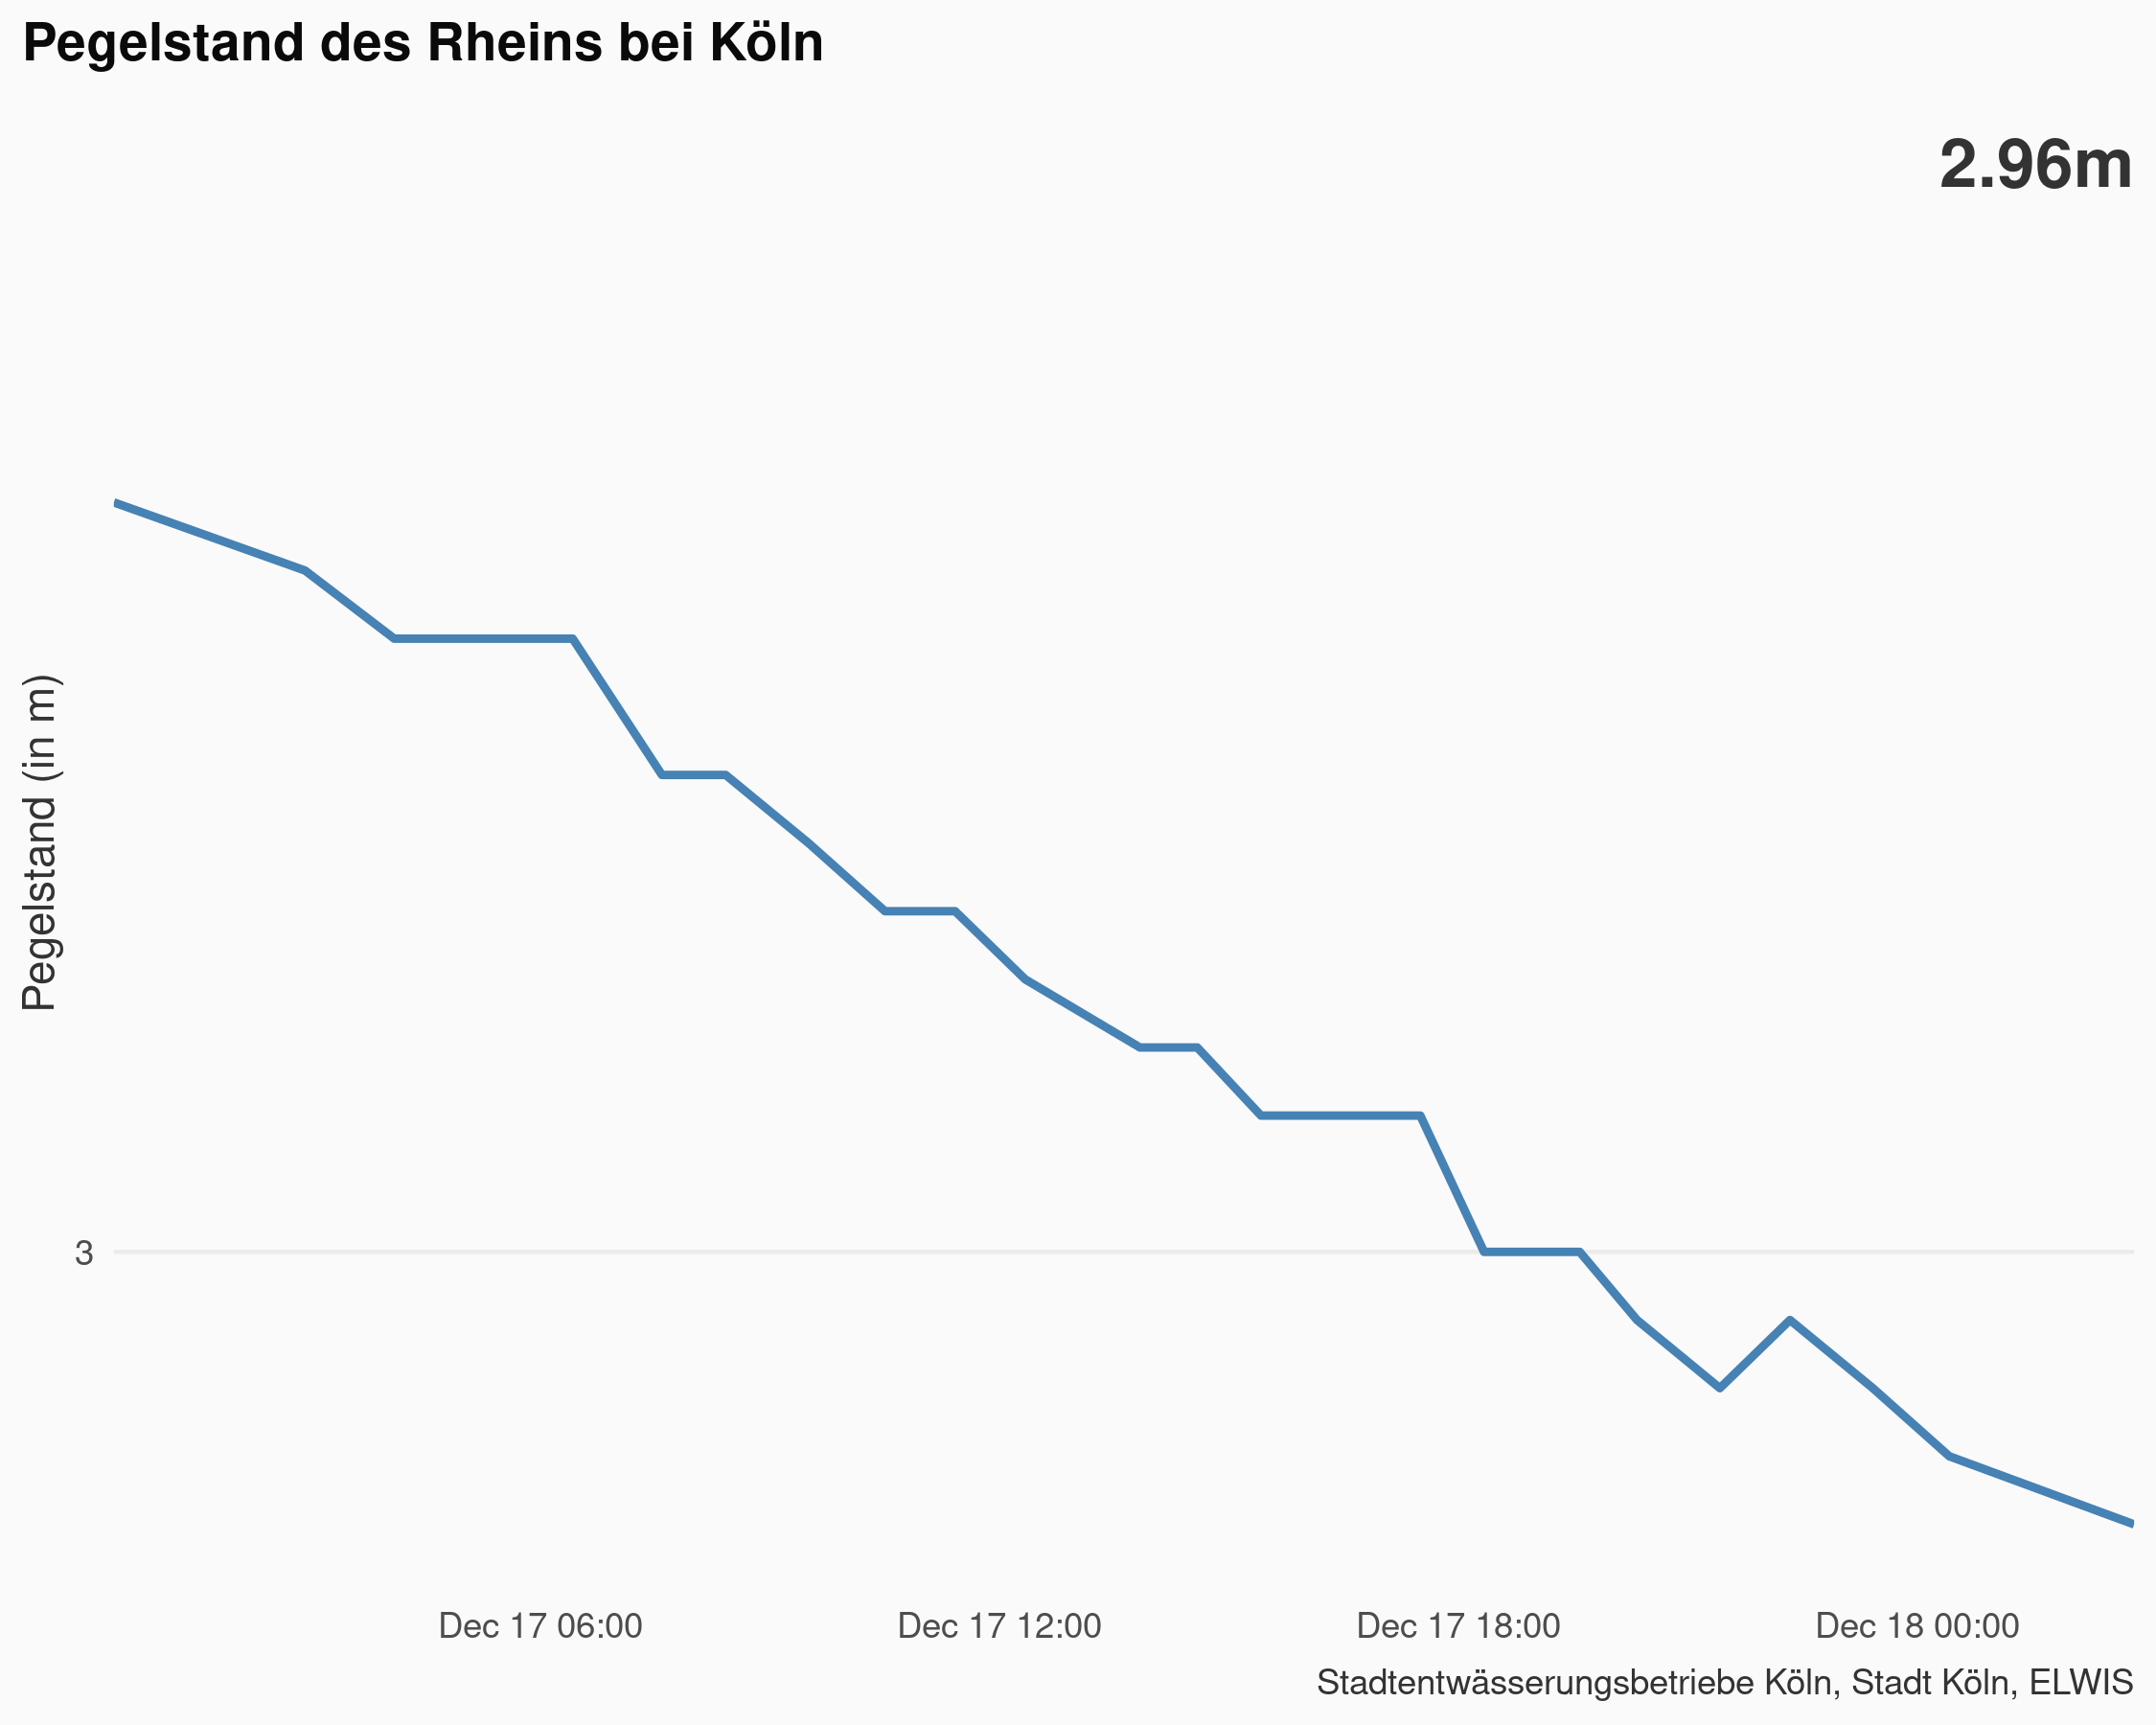 Pegelstand des Rheins bei Köln
2.96m
Pegelstand (in m)
3
Dec 17 06:00
Dec 17 12:00
Dec 17 18:00
Dec 18 00:00
Stadtentwässerungsbetriebe Köln, Stadt Köln, ELWIS